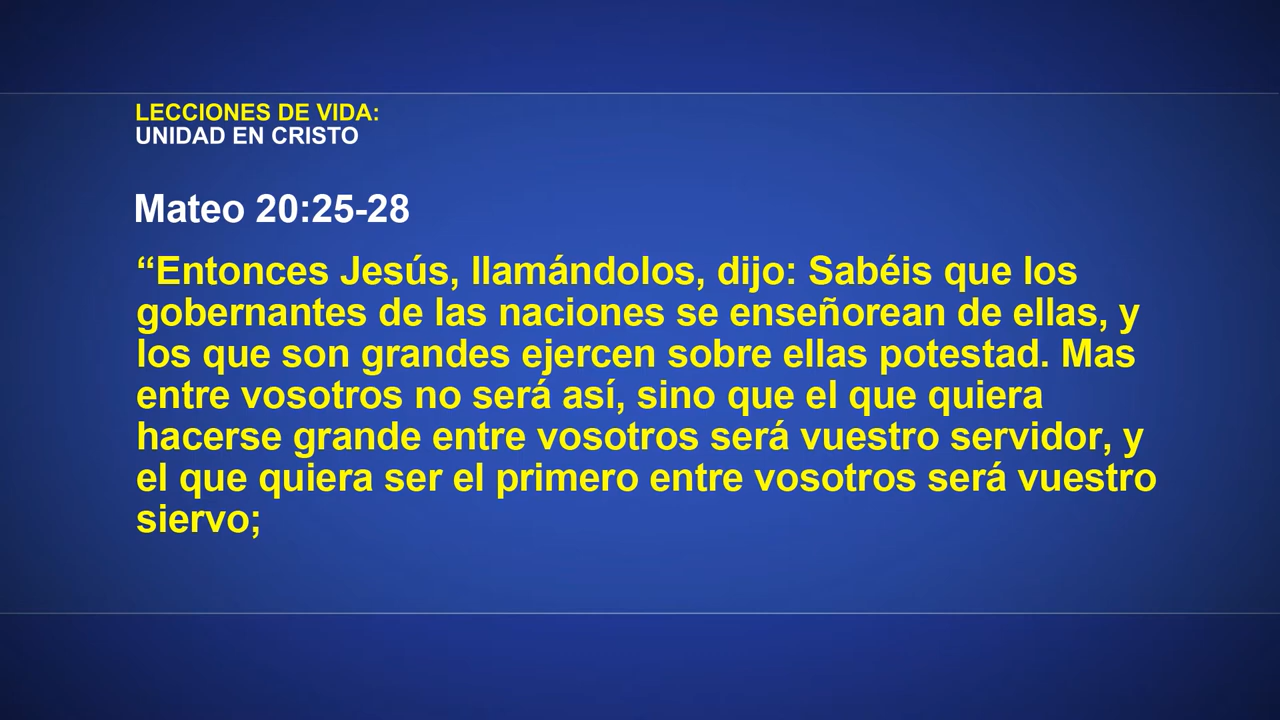 LECCIONES DE VIDA:
UNIDAD EN CRISTO
Mateo 20:25-28
“Entonces Jesús, llamándolos, dijo: Sabéis que los
gobernantes de las naciones se enseñorean de ellas, y
los que son grandes ejercen sobre ellas potestad. Mas
entre vosotros no será así, sino que el que quiera
hacerse grande entre vosotros será vuestro servidor, y
el que quiera ser el primero entre vosotros será vuestro
siervo;